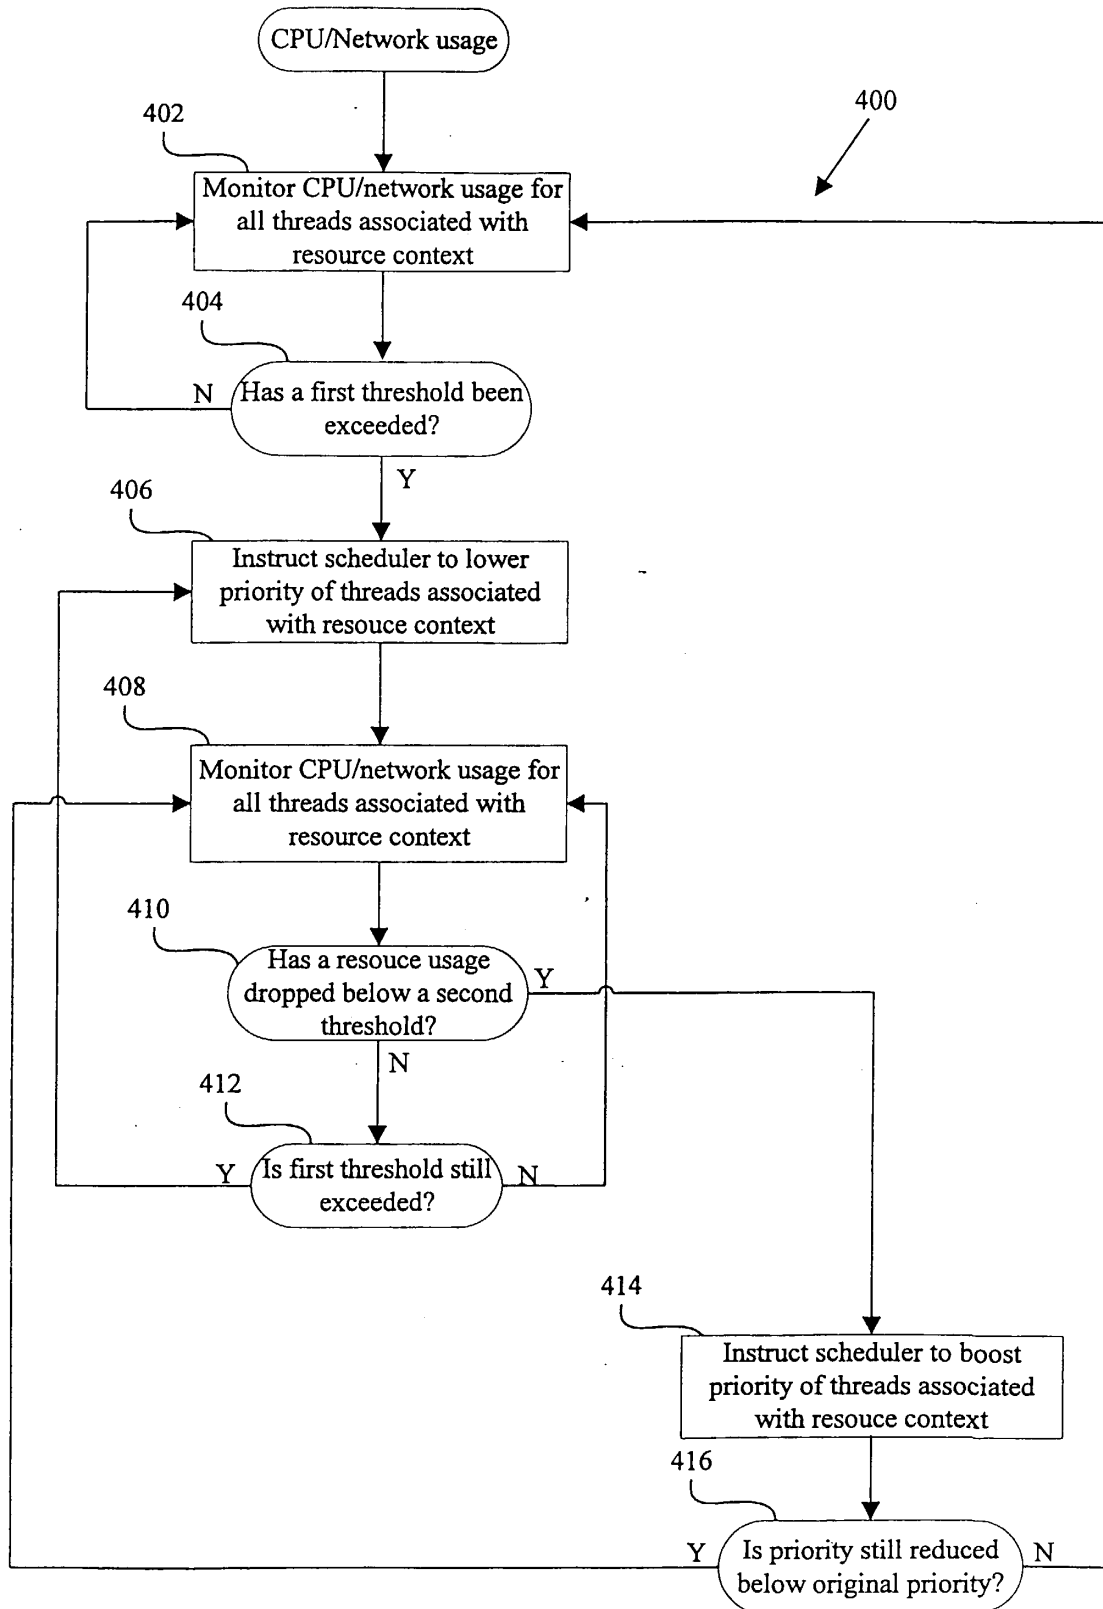 CPU/Network usage
400
402
Monitor CPU/network usage for
all threads associated with
resource context
404
Has a first threshold been
exceeded?
N
Y
406
Instruct scheduler to lower
priority of threads associated
with resouce context
408
Monitor CPU/network usage for
all threads associated with
resource context
410
Has a resouce usage
dropped below a second
threshold?
Y
N
412
Is first threshold still
exceeded?
Y
N
414
Instruct scheduler to boost
priority of threads associated
with resouce context
416
Is priority still reduced
below original priority?
Y
N